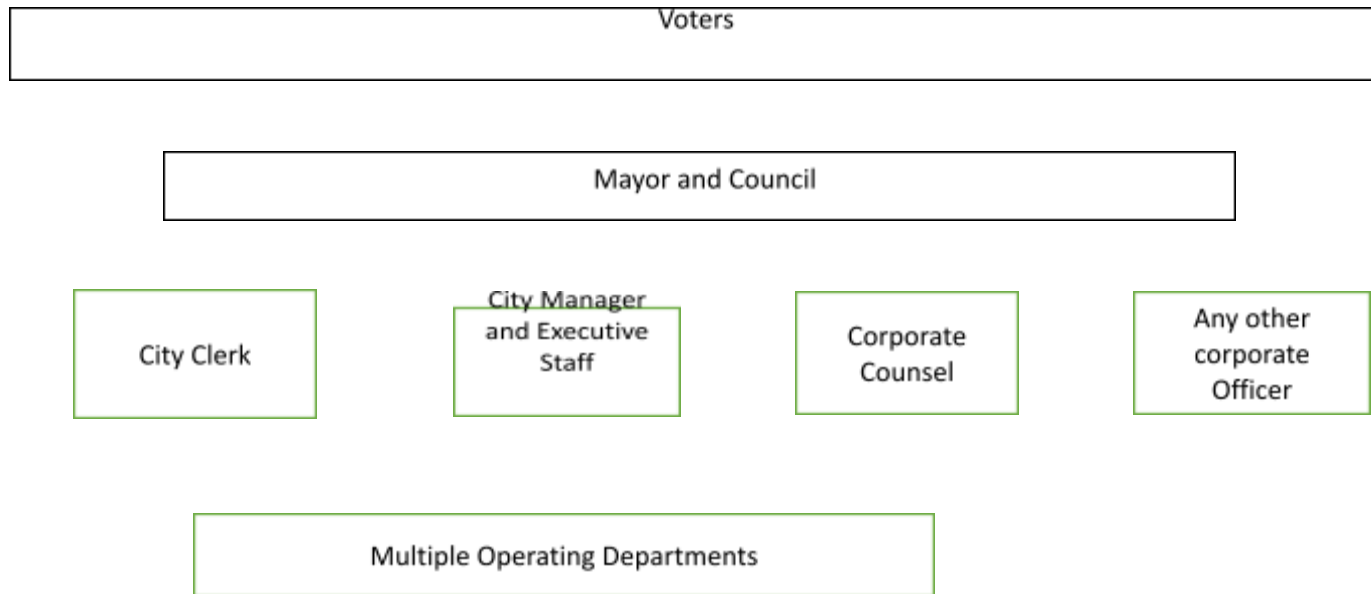 Voters
Mayor and Council
City Clerk
City Manager
and Executive
Staff
Corporate
Counsel
Any other
corporate
Officer
Multiple Operating Departments